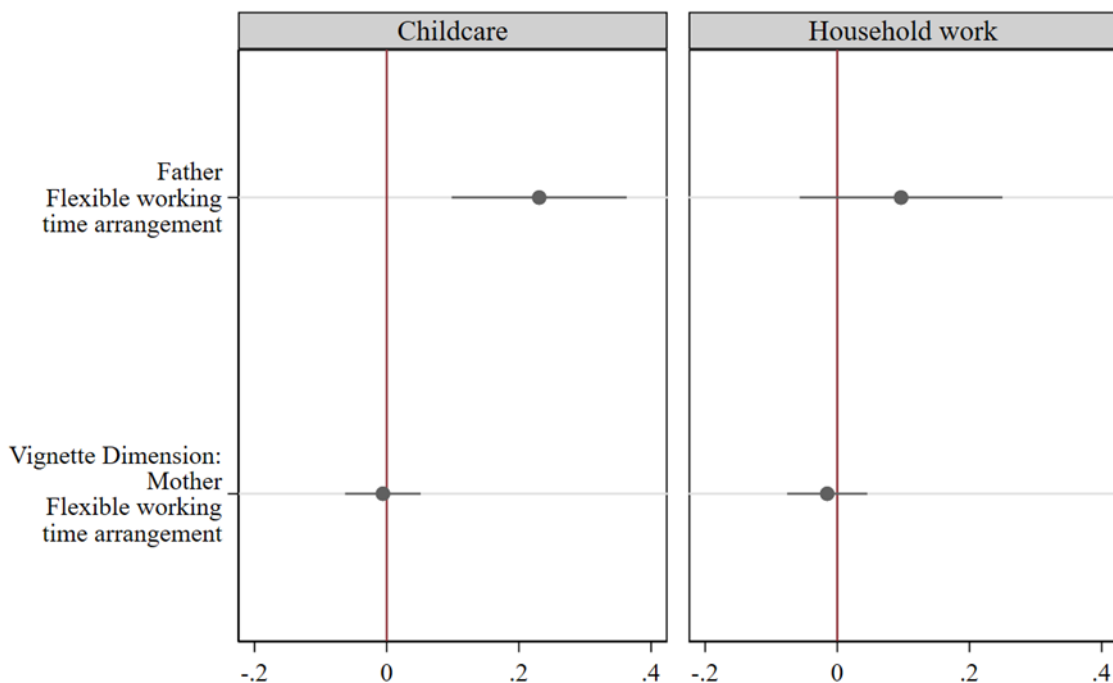 Childcare
Household work
Father
Flexible working
time arrangement
Vignette Dimension:
Mother
Flexible working
time arrangement
-.2 0 .2 .4
-.2 0 .2 .4